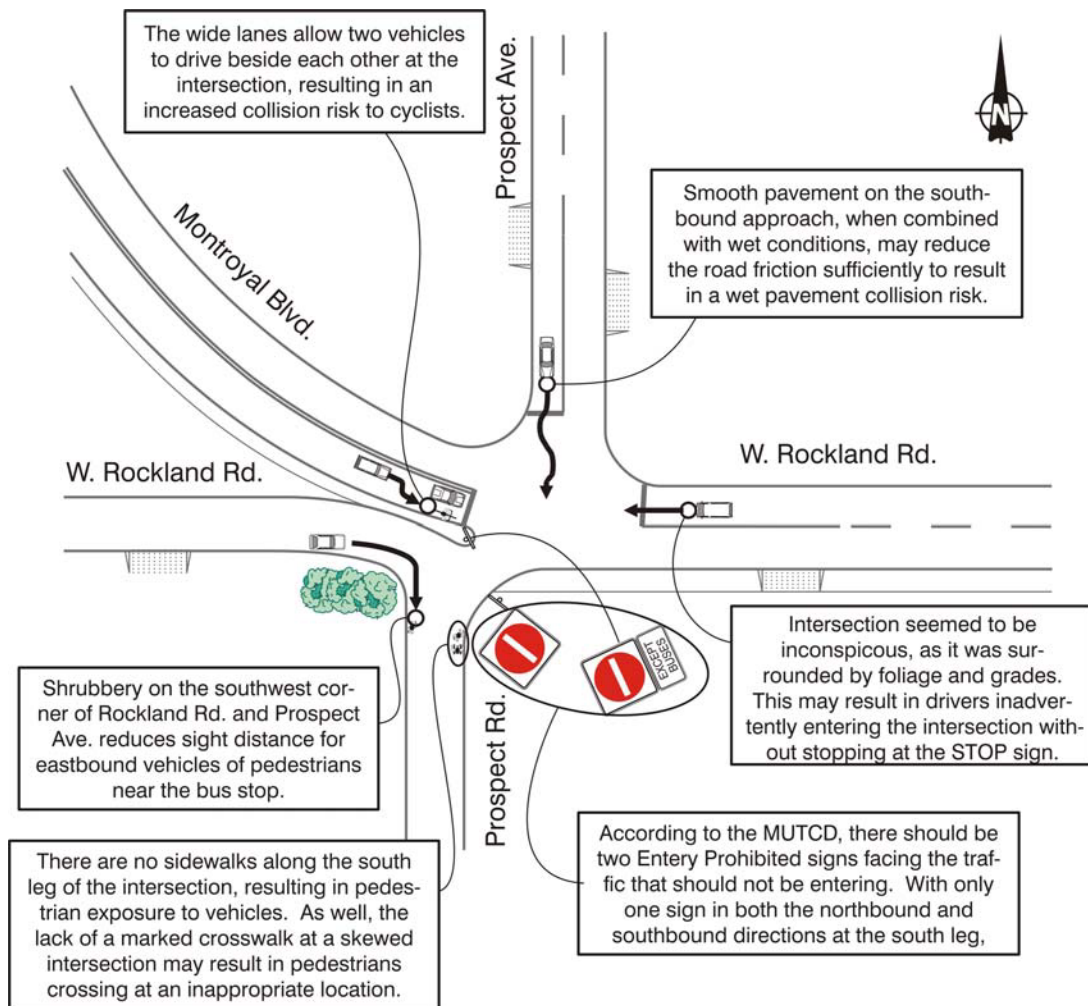 The wide lanes allow two vehicles
to drive beside each other at the
intersection, resulting in an
increased collision risk to cyclists.
Prospect Ave.
N
Smooth pavement on the south-
bound approach, when combined
with wet conditions, may reduce
the road friction sufficiently to result
in a wet pavement collision risk.
Montroyal Blvd.
W. Rockland Rd.
W. Rockland Rd.
EXCEPT
BUSES
Intersection seemed to be
inconspicous, as it was sur-
rounded by foliage and grades.
This may result in drivers inadver-
tently entering the intersection with-
out stopping at the STOP sign.
Shrubbery on the southwest cor-
ner of Rockland Rd. and Prospect
Ave. reduces sight distance for
eastbound vehicles of pedestrians
near the bus stop.
Prospect Rd.
According to the MUTCD, there should be
two Entery Prohibited signs facing the traf-
fic that should not be entering.  With only
one sign in both the northbound and
southbound directions at the south leg,
There are no sidewalks along the south
leg of the intersection, resulting in pedes-
trian exposure to vehicles.  As well, the
lack of a marked crosswalk at a skewed
intersection may result in pedestrians
crossing at an inappropriate location.